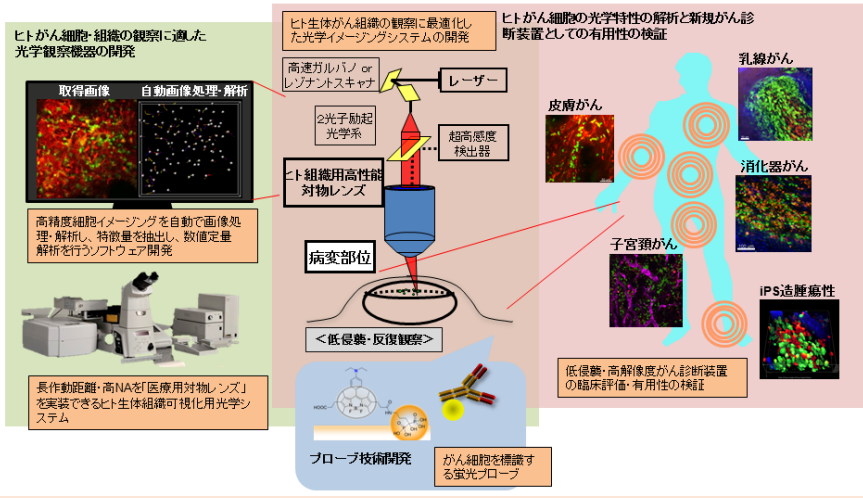 ヒトがん細胞・組織の観察に適した
光学観察機器の開発
取得画像
自動画像処理・解析
高精度細胞イメージングを自動で画像処
理・解析し、特徴量を抽出し、数値定量
解析を行うソフトウェア開発
長作動距離・高NAを「医療用対物レンズ」
を実装できるヒト生体組織可視化用光学シ
ステム
ヒト生体がん組織の観察に最適化し
た光学イメージングシステムの開発
高速ガルバノ or
レゾナントスキャナ
レーザー
2光子励起
光学系
超高感度
検出器
ヒト組織用高性能
対物レンズ
病変部位
＜低侵襲・反復観察＞
HOOC
プローブ技術開発
がん細胞を標識す
る蛍光プローブ
ヒトがん細胞の光学特性の解析と新規がん診
断装置としての有用性の検証
乳線がん
皮膚がん
消化器がん
子宮頚がん
iPS造腫瘍性
低侵襲・高解像度がん診断装置
の臨床評価・有用性の検証